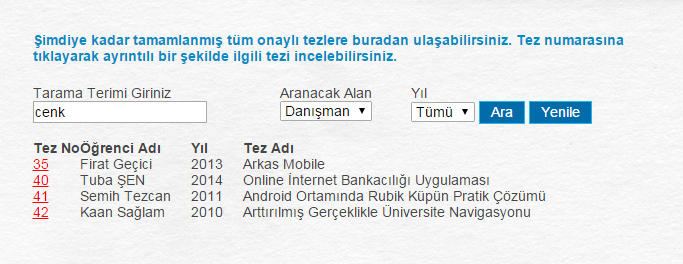 Şimdiye kadar tamamlanmış tüm onaylı tezlere buradan ulaşabilirsiniz. Tez numarasına
tıklayarak ayrıntılı bir şekilde ilgili tezi incelebilirsiniz.
Tarama Terimi Giriniz Aranacak Alan Yıl
cenk Danışman Tümü Ara Yenile
Tez No Öğrenci Adı Yıl Tez Adı
35 Firat Geçici 2013 Arkas Mobile
40 Tuba ŞEN 2014 Online İnternet Bankacılığı Uygulaması
41 Semih Tezcan 2011 Android Ortamında Rubik Küpün Pratik Çözümü
42 Kaan Sağlam 2010 Arttırılmış Gerçeklikle Üniversite Navigasyonu